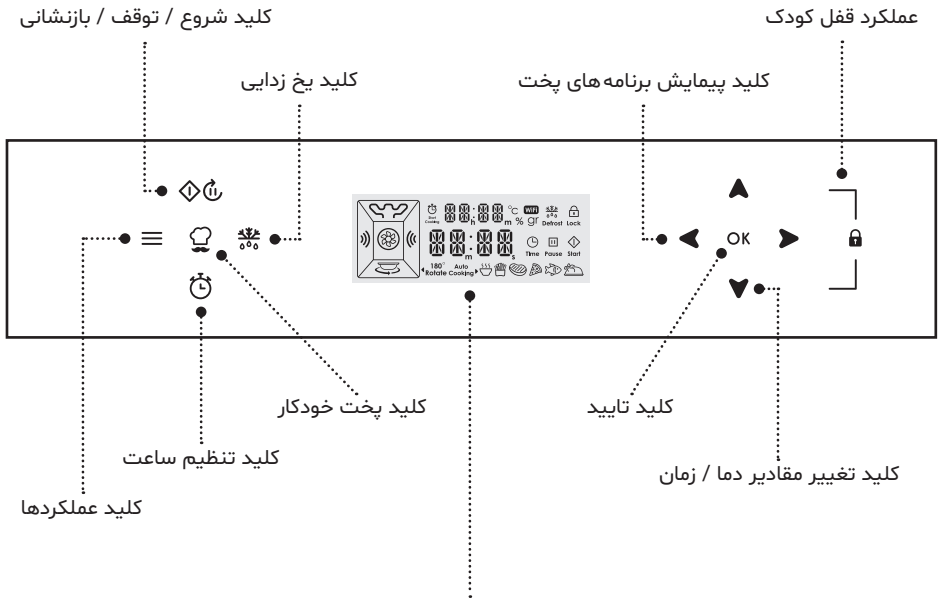 عملکرد قفل کودک
کلید شروع / توقف / بازنشانی
کلید پیمایش برنامه‌های پخت
کلید یخ زدایی
°C WiFi
h m % gr Defrost Lock
Start Cooking
m s Time Pause Start
180° Rotate Auto Cooking
OK
کلید تایید
کلید پخت خودکار
کلید تغییر مقادیر دما / زمان
کلید تنظیم ساعت
کلید عملکردها